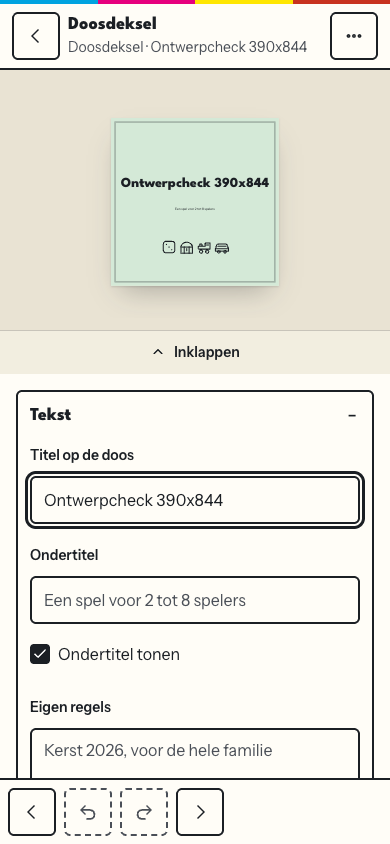 Doosdeksel
Doosdeksel · Ontwerpcheck 390x844
Ontwerpcheck 390x844
Inklappen
Tekst
Titel op de doos
Ontwerpcheck 390x844
Ondertitel
Een spel voor 2 tot 8 spelers
Ondertitel tonen
Eigen regels
Kerst 2026, voor de hele familie